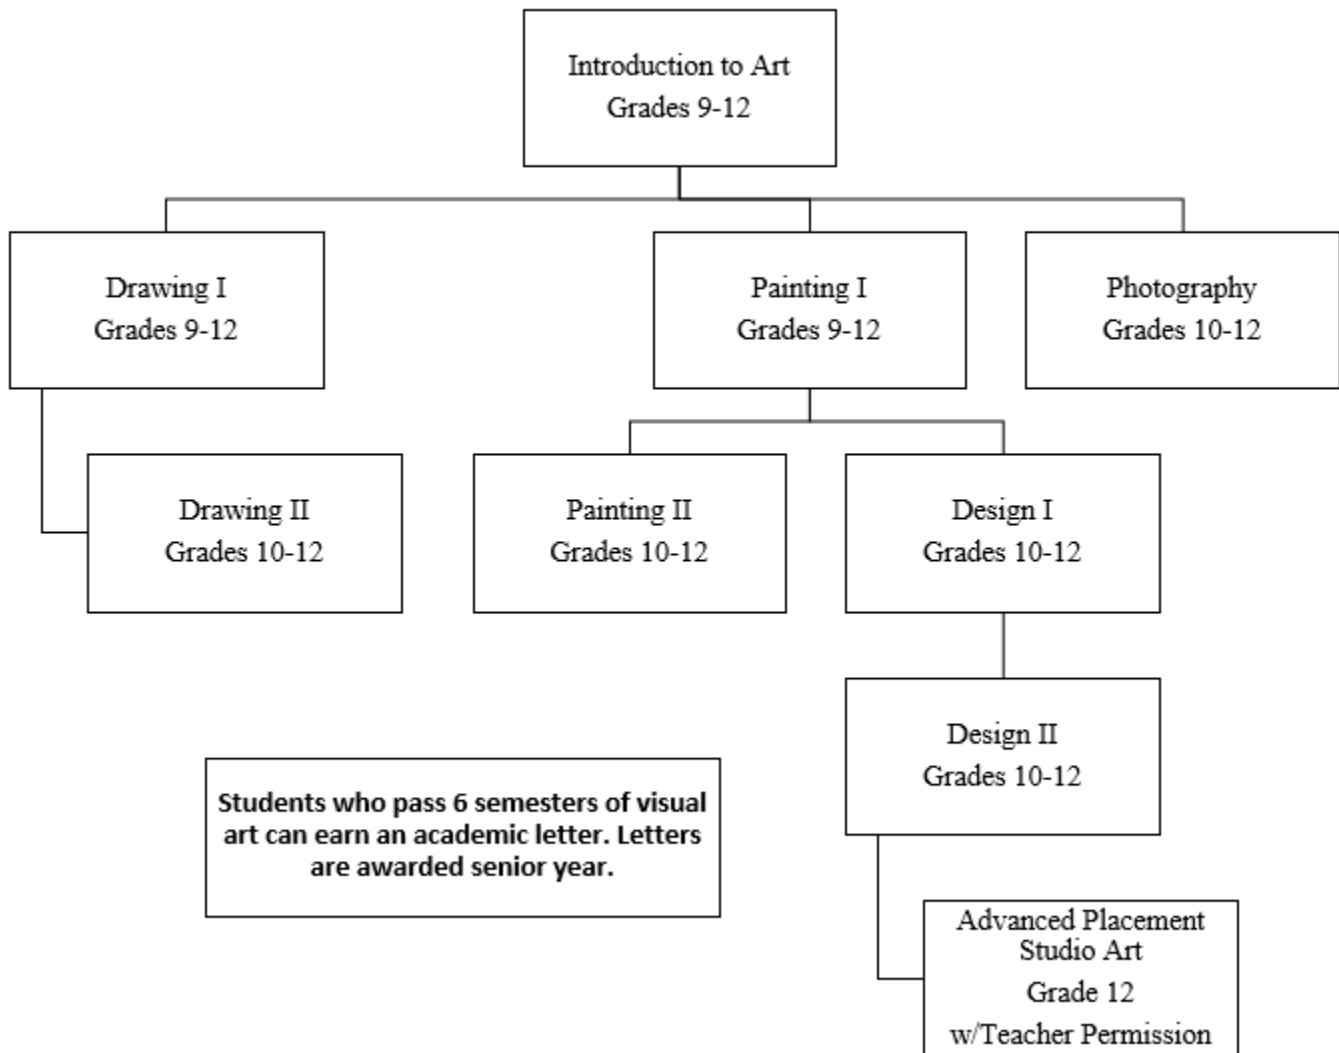 Introduction to Art
Grades 9-12
Drawing I
Grades 9-12
Painting I
Grades 9-12
Photography
Grades 10-12
Drawing II
Grades 10-12
Painting II
Grades 10-12
Design I
Grades 10-12
Design II
Grades 10-12
Students who pass 6 semesters of visual
art can earn an academic letter. Letters
are awarded senior year.
Advanced Placement
Studio Art
Grade 12
w/Teacher Permission